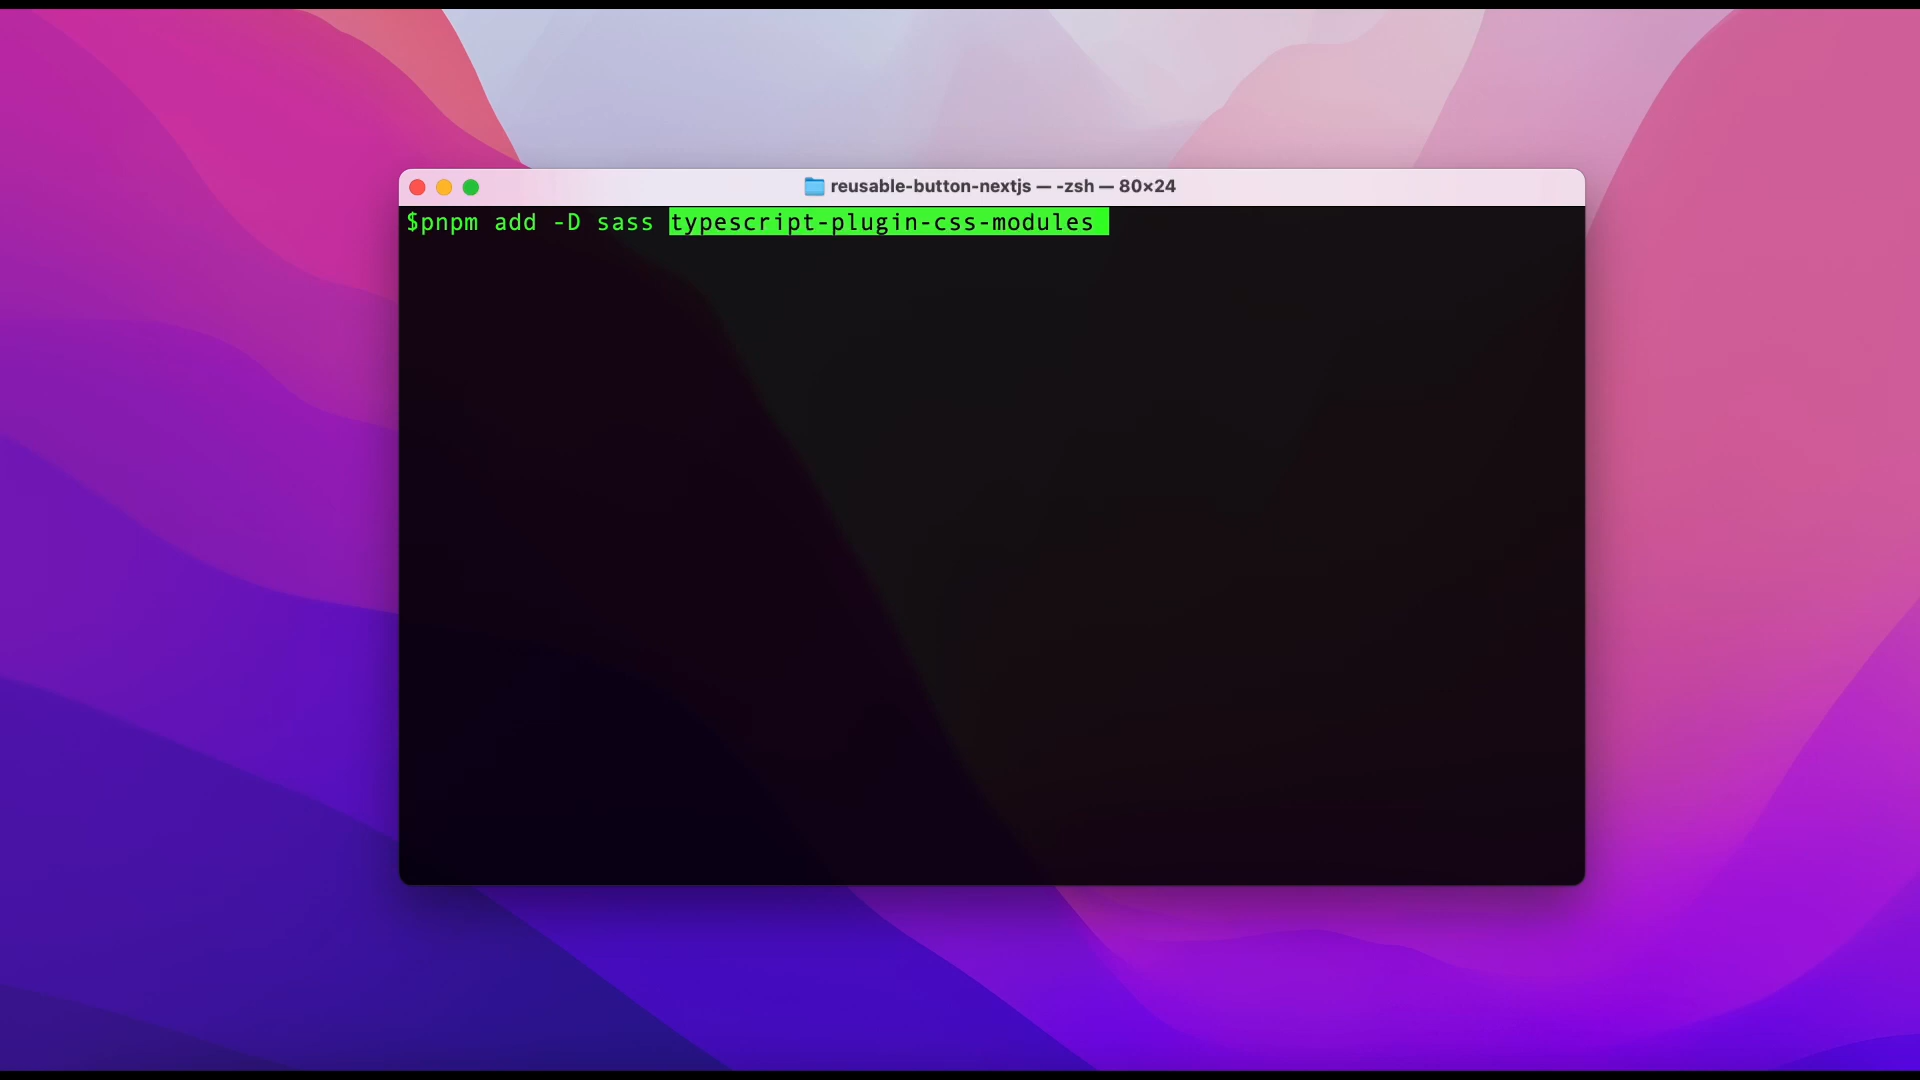 reusable-button-nextjs — -zsh — 80×24
$pnpm add -D sass typescript-plugin-css-modules